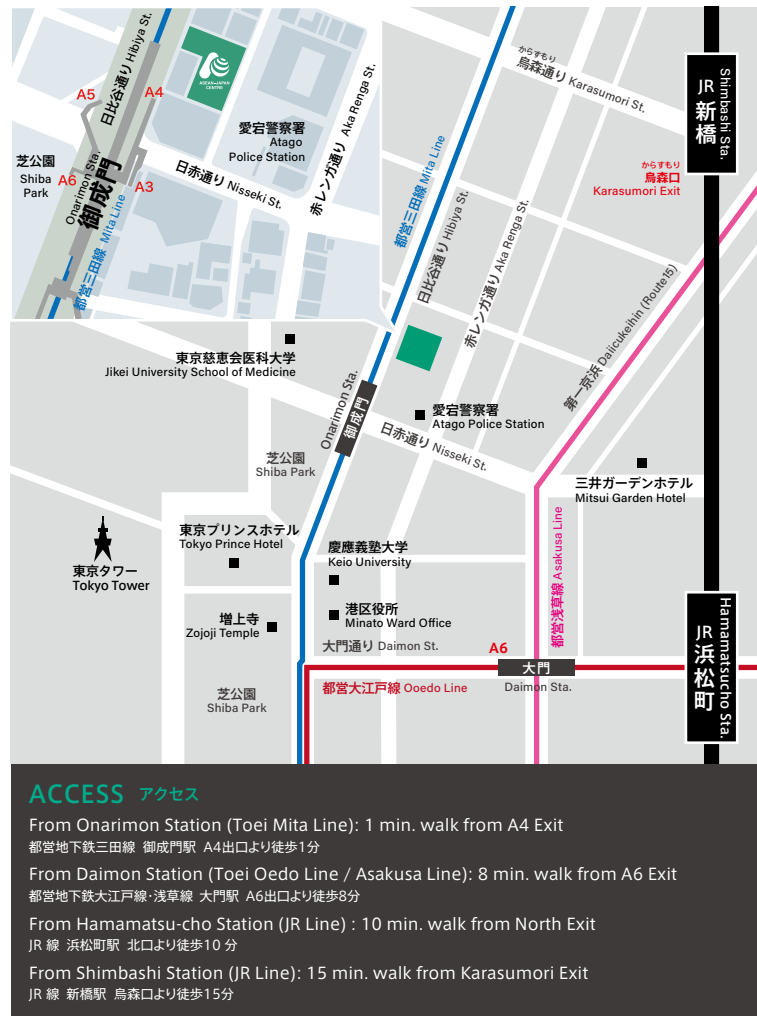 日比谷通り Hibiya St.
ASEAN-JAPAN
CENTRE
A5
A4
芝公園
Shiba
Park
A6
A3
Onarimon Sta.
御成門
都営三田線 Mita Line
愛宕警察署
Atago
Police Station
日赤通り Nisseki St.
赤レンガ通り Aka Renga St.
からすもり
烏森通り Karasumori St.
JR 新橋
Shimbashi Sta.
からすもり
烏森口
Karasumori Exit
都営三田線 Mita Line
日比谷通り Hibiya St.
赤レンガ通り Aka Renga St.
第一京浜 Daiicukeihin (Route15)
東京慈恵会医科大学
Jikei University School of Medicine
Onarimon Sta.
御成門
愛宕警察署
Atago Police Station
日赤通り Nisseki St.
芝公園
Shiba Park
三井ガーデンホテル
Mitsui Garden Hotel
東京タワー
Tokyo Tower
東京プリンスホテル
Tokyo Prince Hotel
慶應義塾大学
Keio University
都営浅草線 Asakusa Line
増上寺
Zojoji Temple
港区役所
Minato Ward Office
大門通り Daimon St.
A6
大門
Daimon Sta.
JR 浜松町
Hamamatsucho Sta.
都営大江戸線 Ooedo Line
芝公園
Shiba Park
ACCESS アクセス
From Onarimon Station (Toei Mita Line): 1 min. walk from A4 Exit
都営地下鉄三田線 御成門駅 A4出口より徒歩1分
From Daimon Station (Toei Oedo Line / Asakusa Line): 8 min. walk from A6 Exit
都営地下鉄大江戸線・浅草線 大門駅 A6出口より徒歩8分
From Hamamatsu-cho Station (JR Line) : 10 min. walk from North Exit
JR 線 浜松町駅 北口より徒歩10 分
From Shimbashi Station (JR Line): 15 min. walk from Karasumori Exit
JR 線 新橋駅 烏森口より徒歩15分